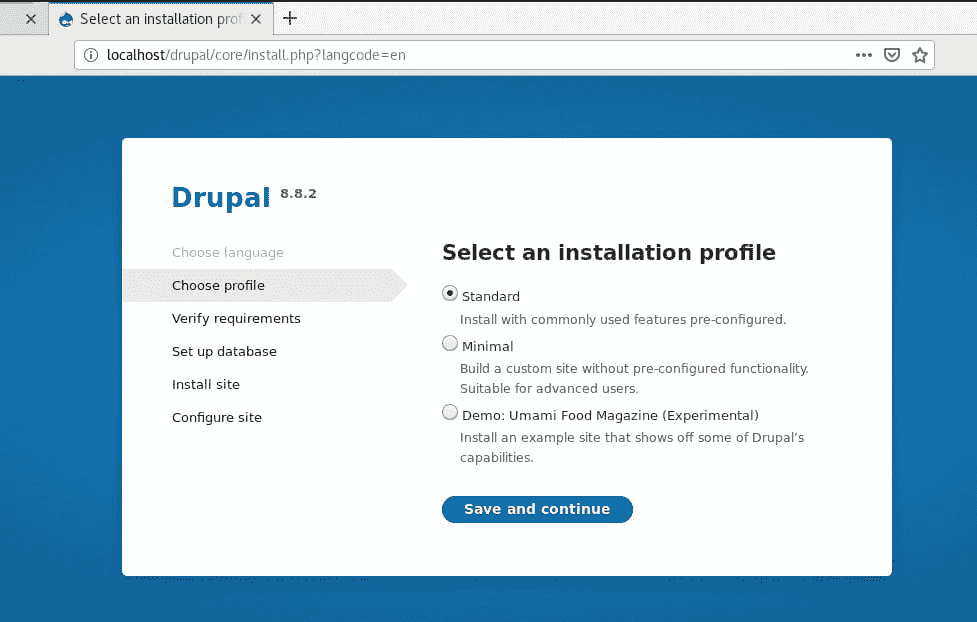 Select an installation prof
localhost/drupal/core/install.php?langcode=en
Drupal 8.8.2
Choose language
Choose profile
Verify requirements
Set up database
Install site
Configure site
Select an installation profile
Standard
Install with commonly used features pre-configured.
Minimal
Build a custom site without pre-configured functionality.
Suitable for advanced users.
Demo: Umami Food Magazine (Experimental)
Install an example site that shows off some of Drupal's
capabilities.
Save and continue